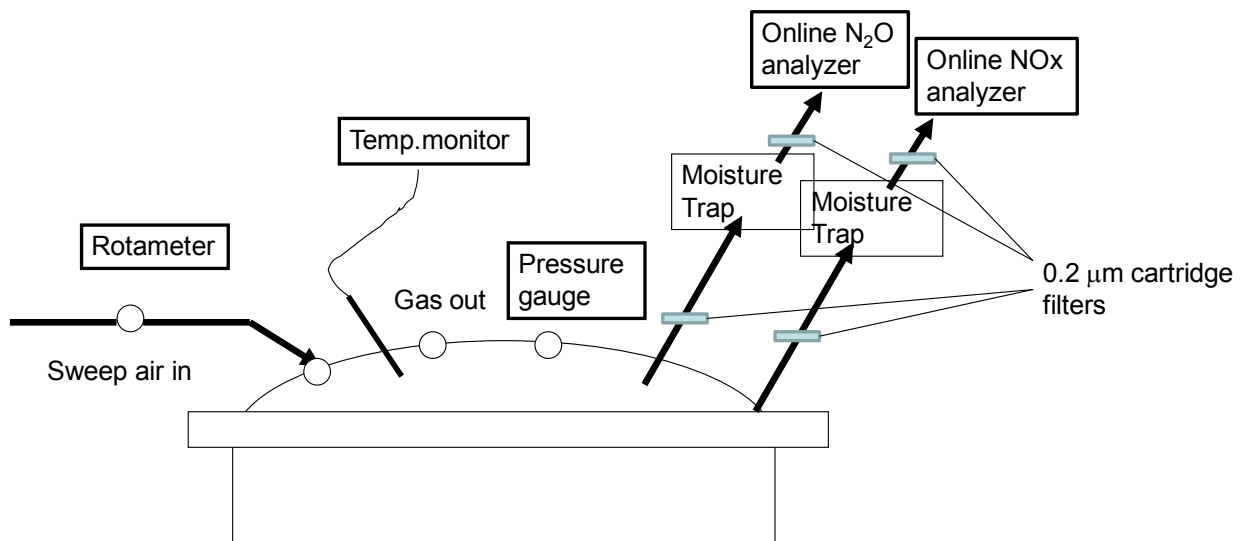 Online N₂O
analyzer
Online NOx
analyzer
Temp.monitor
Moisture
Trap
Moisture
Trap
Rotameter
Pressure
gauge
Gas out
0.2 μm cartridge
filters
Sweep air in